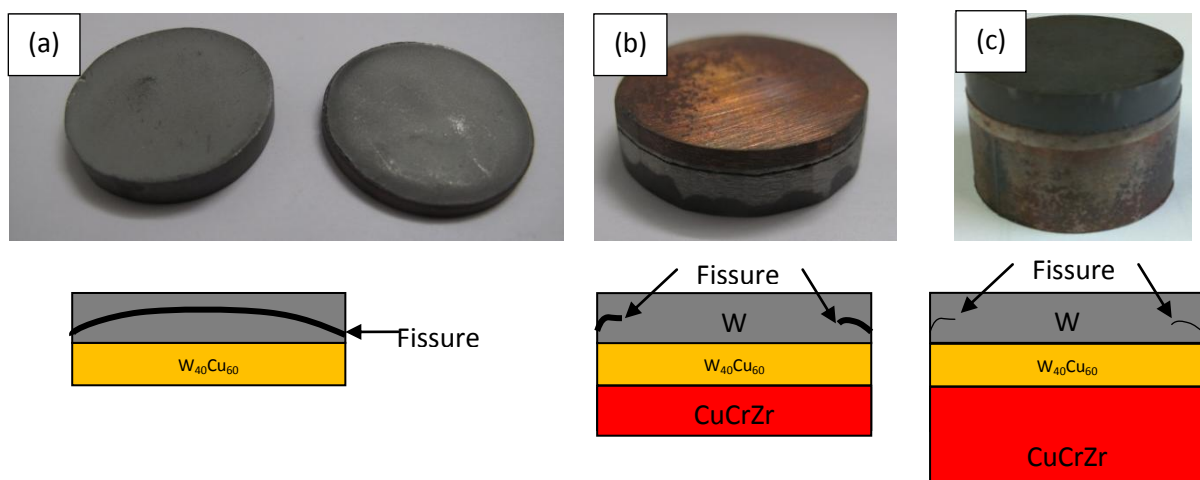 (a)
(b)
(c)
Fissure
W₄₀Cu₆₀
Fissure
W
W₄₀Cu₆₀
CuCrZr
Fissure
W
W₄₀Cu₆₀
CuCrZr